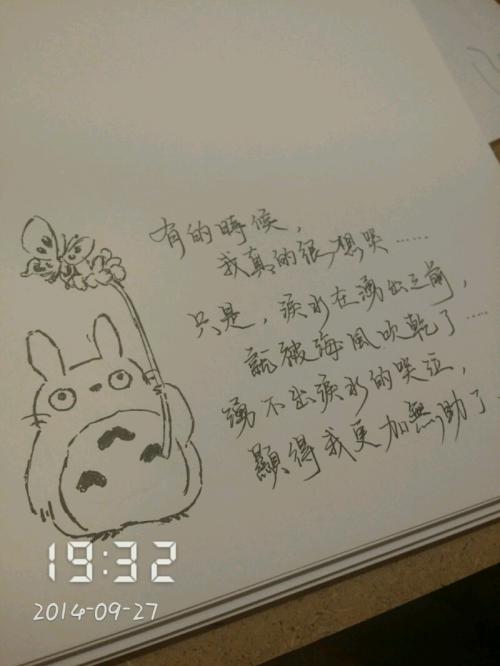 有的時候，
我真的很想哭……
只是，淚水在湧出之前，
就被海風吹乾了……
湧不出淚水的哭泣，
顯得我更加無助了
19:32
2014-09-27